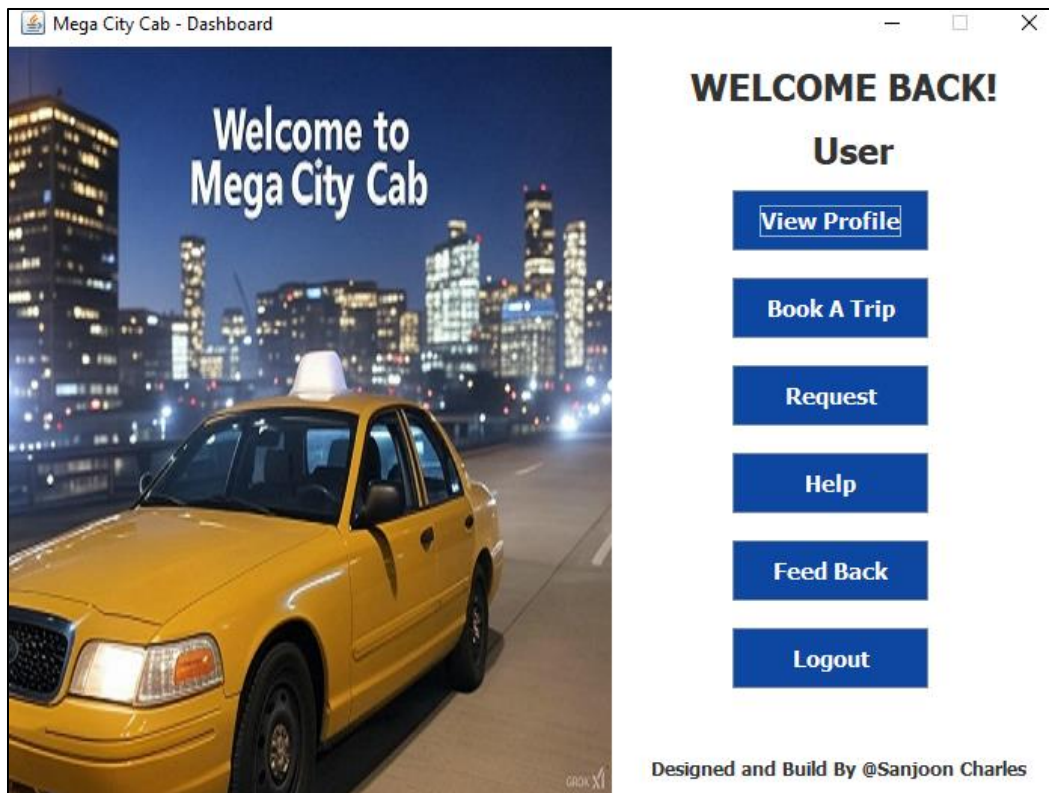 Mega City Cab - Dashboard
Welcome to
Mega City Cab
GROK
WELCOME BACK!
User
View Profile
Book A Trip
Request
Help
Feed Back
Logout
Designed and Build By @Sanjoon Charles